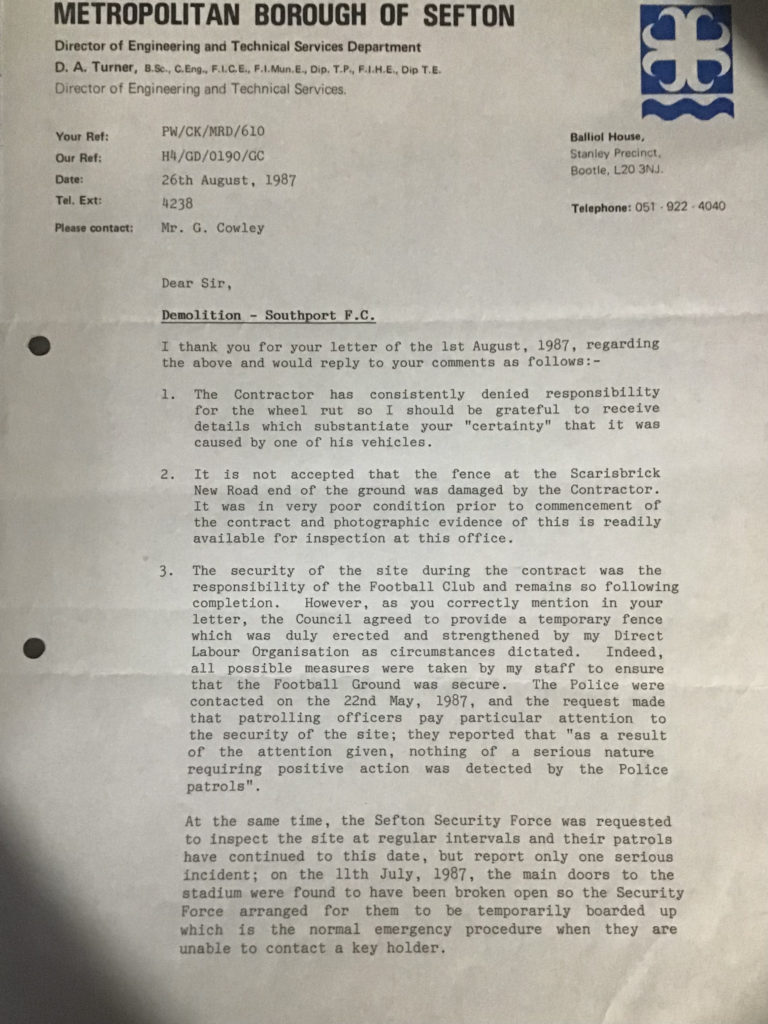 METROPOLITAN BOROUGH OF SEFTON
Director of Engineering and Technical Services Department
D. A. Turner, B.Sc., C.Eng., F.I.C.E., F.I.Mun.E., Dip. T.P., F.I.H.E., Dip T.E.
Director of Engineering and Technical Services.
Your Ref: PW/CK/MRD/610
Our Ref: H4/GD/0190/GC
Date: 26th August, 1987
Tel. Ext: 4238
Please contact: Mr. G. Cowley
Balliol House,
Stanley Precinct,
Bootle, L20 3NJ.
Telephone: 051 - 922 - 4040
Dear Sir,
Demolition - Southport F.C.
I thank you for your letter of the 1st August, 1987, regarding
the above and would reply to your comments as follows:-
1. The Contractor has consistently denied responsibility
for the wheel rut so I should be grateful to receive
details which substantiate your "certainty" that it was
caused by one of his vehicles.
2. It is not accepted that the fence at the Scarisbrick
New Road end of the ground was damaged by the Contractor.
It was in very poor condition prior to commencement of
the contract and photographic evidence of this is readily
available for inspection at this office.
3. The security of the site during the contract was the
responsibility of the Football Club and remains so following
completion. However, as you correctly mention in your
letter, the Council agreed to provide a temporary fence
which was duly erected and strengthened by my Direct
Labour Organisation as circumstances dictated. Indeed,
all possible measures were taken by my staff to ensure
that the Football Ground was secure. The Police were
contacted on the 22nd May, 1987, and the request made
that patrolling officers pay particular attention to
the security of the site; they reported that "as a result
of the attention given, nothing of a serious nature
requiring positive action was detected by the Police
patrols".
At the same time, the Sefton Security Force was requested
to inspect the site at regular intervals and their patrols
have continued to this date, but report only one serious
incident; on the 11th July, 1987, the main doors to the
stadium were found to have been broken open so the Security
Force arranged for them to be temporarily boarded up
which is the normal emergency procedure when they are
unable to contact a key holder.